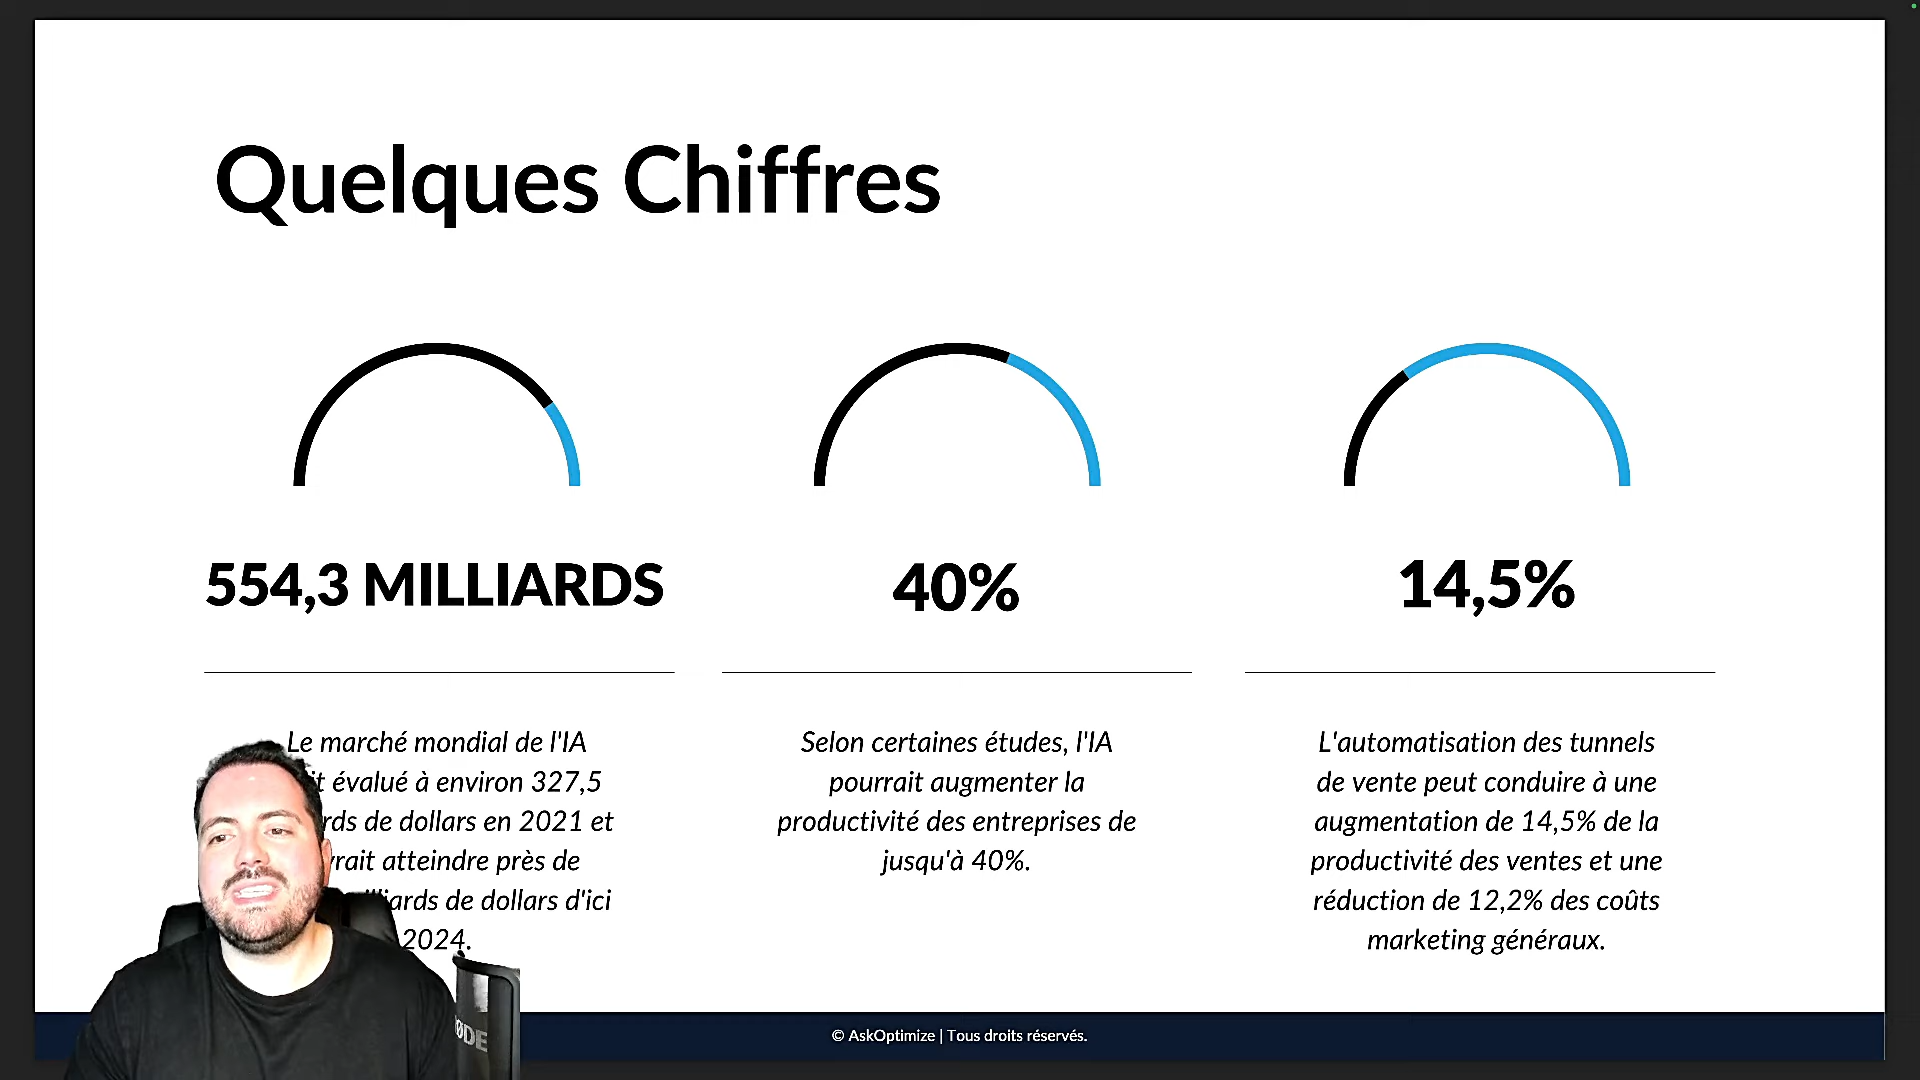 Quelques Chiffres
554,3 MILLIARDS
Le marché mondial de l'IA
évalué à environ 327,5
de dollars en 2021 et
atteindre près de
de dollars d'ici
2024.
40%
Selon certaines études, l'IA
pourrait augmenter la
productivité des entreprises de
jusqu'à 40%.
14,5%
L'automatisation des tunnels
de vente peut conduire à une
augmentation de 14,5% de la
productivité des ventes et une
réduction de 12,2% des coûts
marketing généraux.
© AskOptimize | Tous droits réservés.